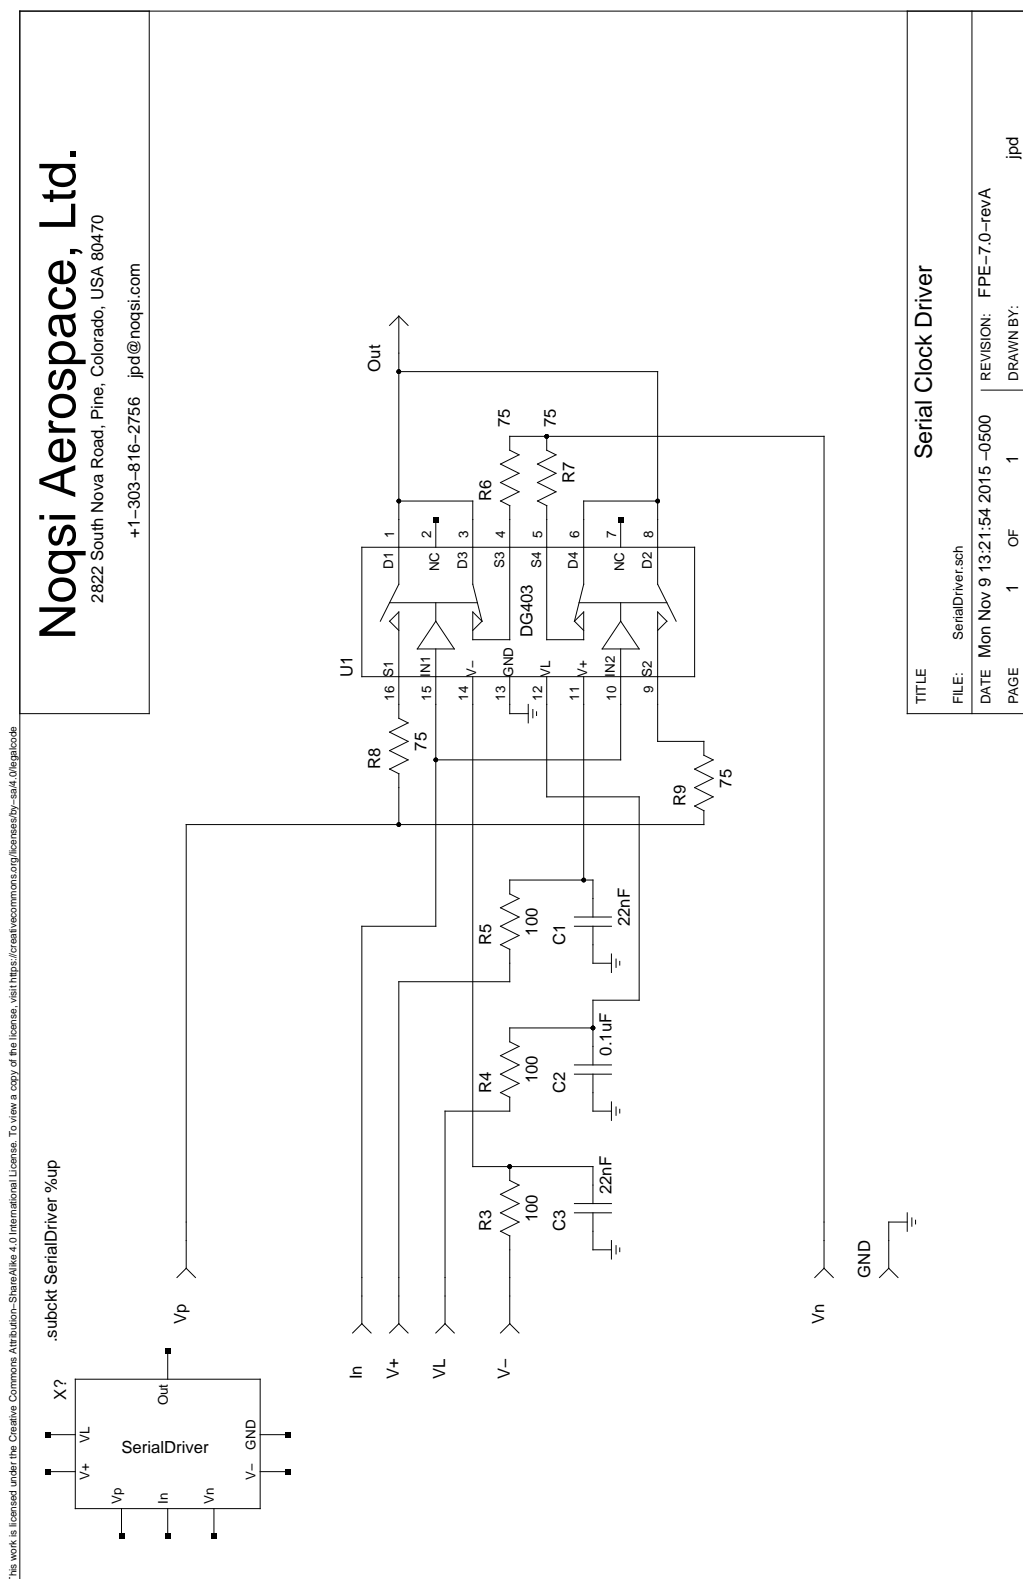 This work is licensed under the Creative Commons Attribution−ShareAlike 4.0 International License. To view a copy of the license, visit https://creativecommons.org/licenses/by−sa/4.0/legalcode
Noqsi Aerospace, Ltd.
2822 South Nova Road, Pine, Colorado, USA 80470
+1−303−816−2756 jpd@noqsi.com
.subckt SerialDriver %up
X?
V+
VL
Vp
In
Vn
Out
SerialDriver
V−
GND
Vp
In
V+
VL
V−
Vn
GND
R3
100
C3
22nF
R4
100
C2
0.1uF
R5
100
C1
22nF
R8
75
R9
75
U1
DG403
16
S1
15
IN1
14
V−
13
GND
12
VL
11
V+
10
IN2
9
S2
D1
1
NC
2
D3
3
S3
4
S4
5
D4
6
NC
7
D2
8
R6
75
R7
75
Out
TITLE
Serial Clock Driver
FILE: SerialDriver.sch
DATE Mon Nov 9 13:21:54 2015 −0500
REVISION: FPE−7.0−revA
PAGE 1 OF 1
DRAWN BY: jpd